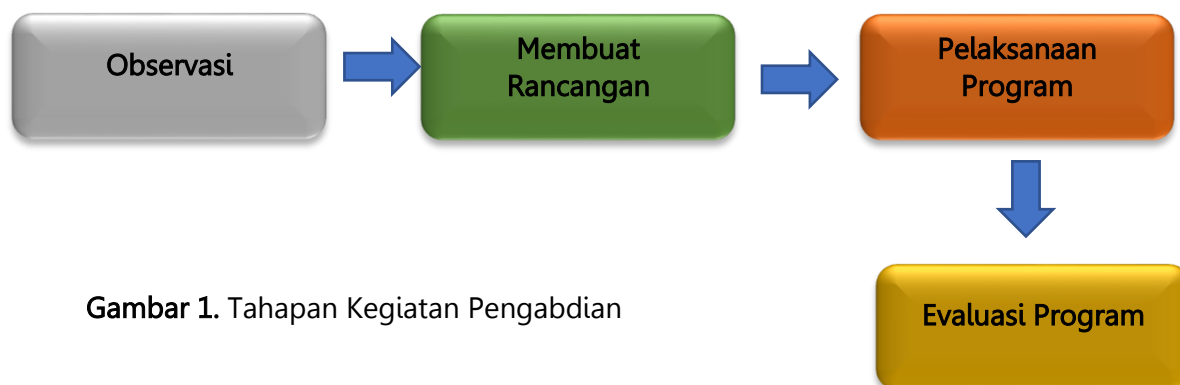 Observasi
Membuat
Rancangan
Pelaksanaan
Program
Evaluasi Program
Gambar 1. Tahapan Kegiatan Pengabdian